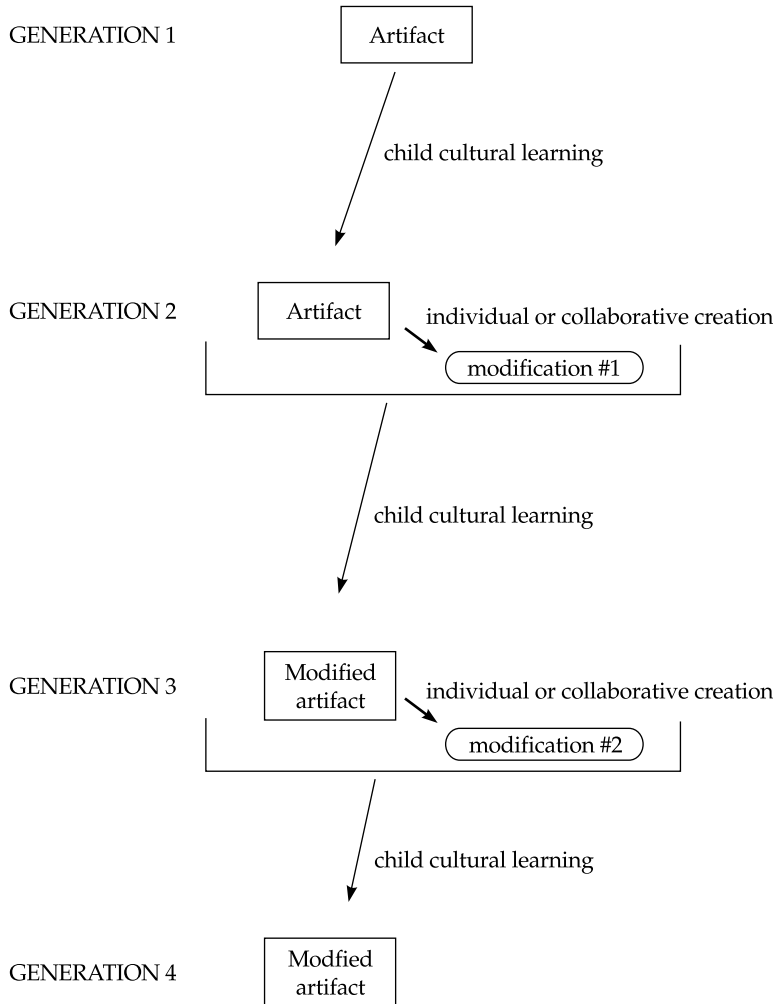 GENERATION 1
Artifact
child cultural learning
GENERATION 2
Artifact
individual or collaborative creation
modification #1
child cultural learning
GENERATION 3
Modified
artifact
individual or collaborative creation
modification #2
child cultural learning
GENERATION 4
Modfied
artifact